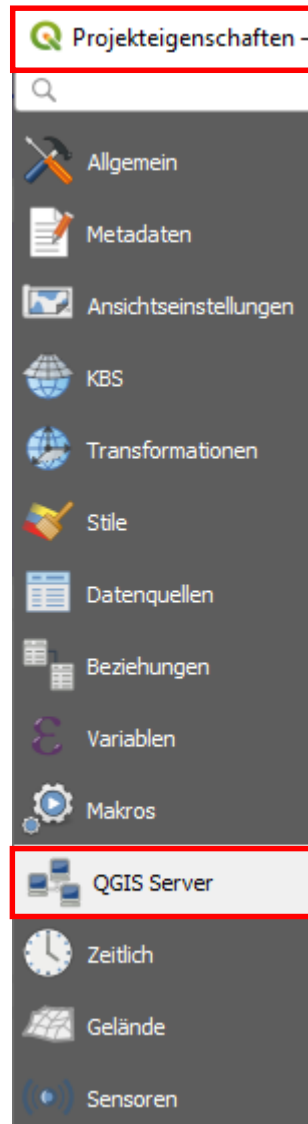 Projekteigenschaften -
Allgemein
Metadaten
Ansichtseinstellungen
KBS
Transformationen
Stile
Datenquellen
Beziehungen
Variablen
Makros
QGIS Server
Zeitlich
Gelände
Sensoren